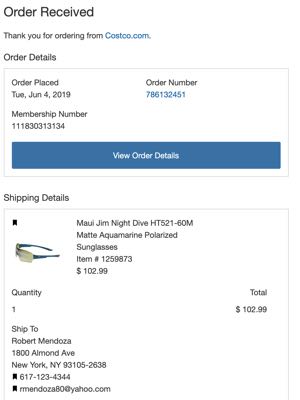 Order Received
Thank you for ordering from Costco.com.
Order Details
Order Placed
Tue, Jun 4, 2019
Order Number
786132451
Membership Number
111830313134
View Order Details
Shipping Details
Maui Jim Night Dive HT521-60M
Matte Aquamarine Polarized
Sunglasses
Item # 1259873
$ 102.99
Quantity
Total
1
$ 102.99
Ship To
Robert Mendoza
1800 Almond Ave
New York, NY 93105-2638
617-123-4344
rmendoza80@yahoo.com